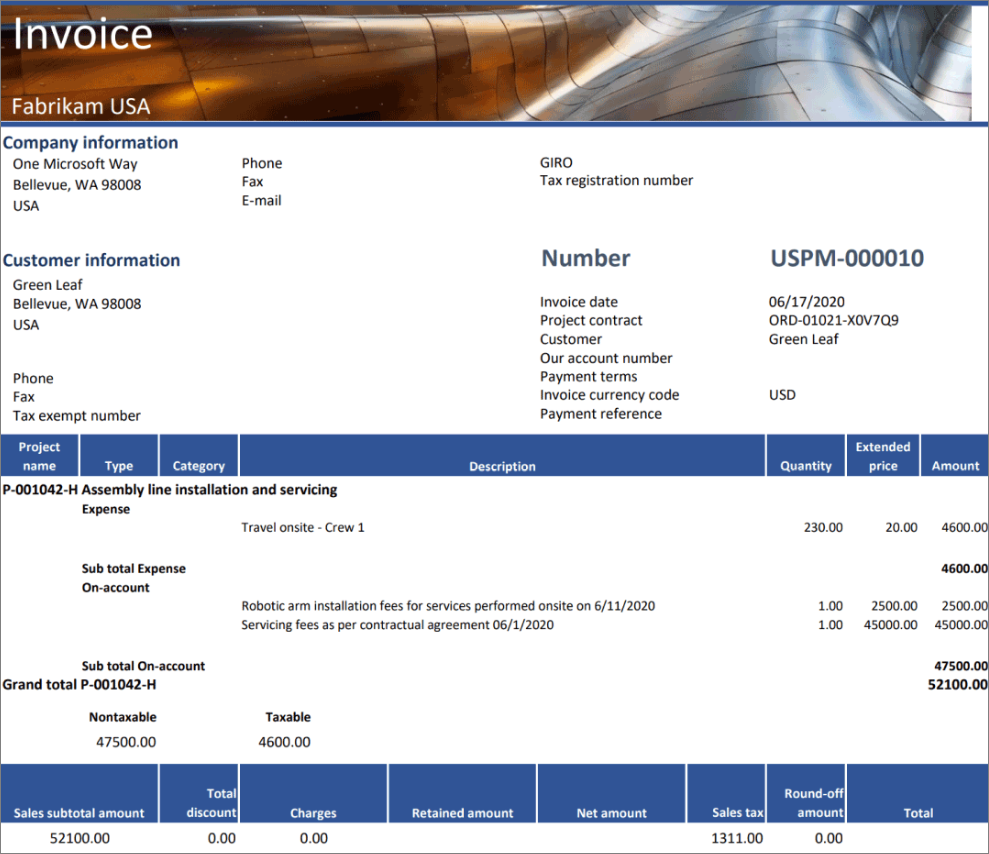 Invoice
Fabrikam USA
Company information
One Microsoft Way
Bellevue, WA 98008
USA
Phone
Fax
E-mail
GIRO
Tax registration number
Customer information
Green Leaf
Bellevue, WA 98008
USA
Phone
Fax
Tax exempt number
Number USPM-000010
Invoice date 06/17/2020
Project contract ORD-01021-X0V7Q9
Customer Green Leaf
Our account number
Payment terms
Invoice currency code USD
Payment reference
Project name Type Category Description Quantity Extended price Amount
P-001042-H Assembly line installation and servicing
Expense
Travel onsite - Crew 1 230.00 20.00 4600.00
Sub total Expense 4600.00
On-account
Robotic arm installation fees for services performed onsite on 6/11/2020 1.00 2500.00 2500.00
Servicing fees as per contractual agreement 06/1/2020 1.00 45000.00 45000.00
Sub total On-account 47500.00
Grand total P-001042-H 52100.00
Nontaxable Taxable
47500.00 4600.00
Sales subtotal amount Total discount Charges Retained amount Net amount Sales tax Round-off amount Total
52100.00 0.00 0.00 1311.00 0.00